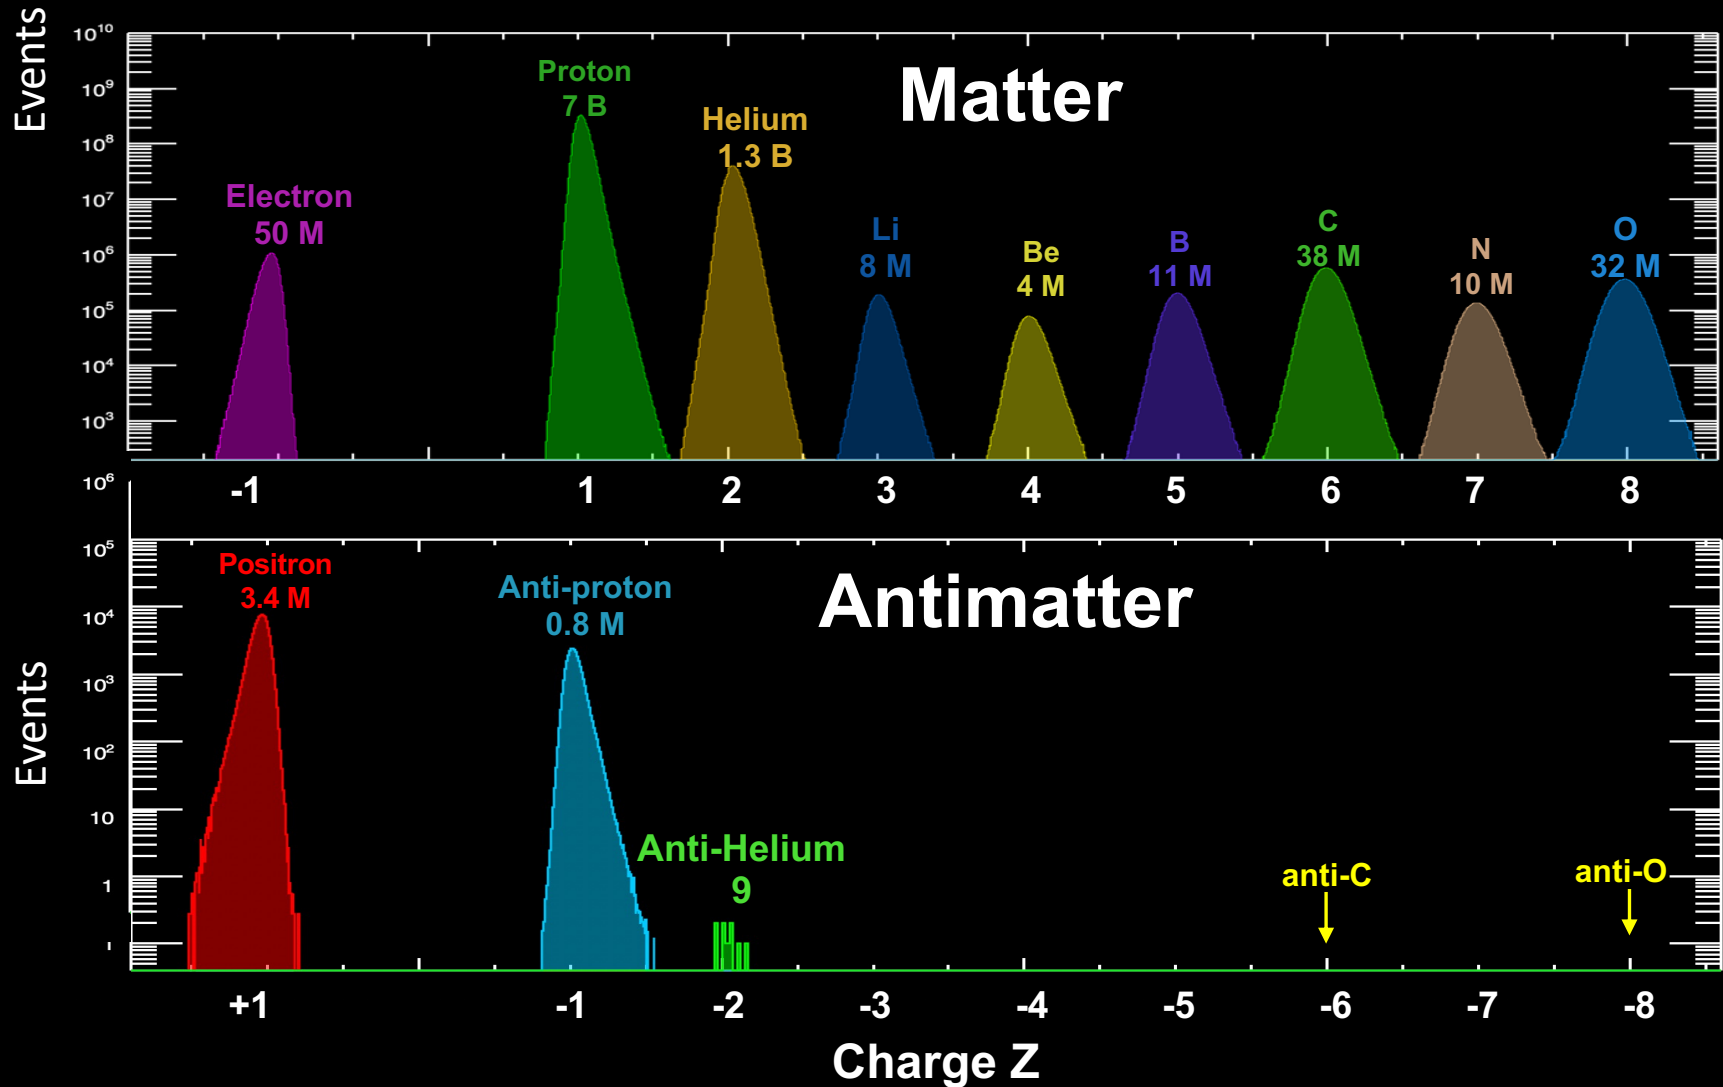 Events
Matter
10¹⁰
10⁹
10⁸
10⁷
10⁶
10⁵
10⁴
10³
Electron
50 M
Proton
7 B
Helium
1.3 B
Li
8 M
Be
4 M
B
11 M
C
38 M
N
10 M
O
32 M
-1 1 2 3 4 5 6 7 8
Events
Antimatter
10⁶
10⁵
10⁴
10³
10²
10
1
Positron
3.4 M
Anti-proton
0.8 M
Anti-Helium
9
anti-C
anti-O
+1 -1 -2 -3 -4 -5 -6 -7 -8
Charge Z